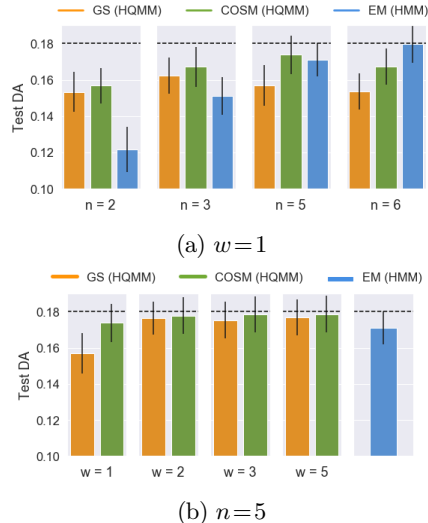 GS (HQMM) COSM (HQMM) EM (HMM)
Test DA
0.18
0.16
0.14
0.12
0.10
n = 2 n = 3 n = 5 n = 6
(a) w=1
GS (HQMM) COSM (HQMM) EM (HMM)
Test DA
0.18
0.16
0.14
0.12
0.10
w = 1 w = 2 w = 3 w = 5
(b) n=5